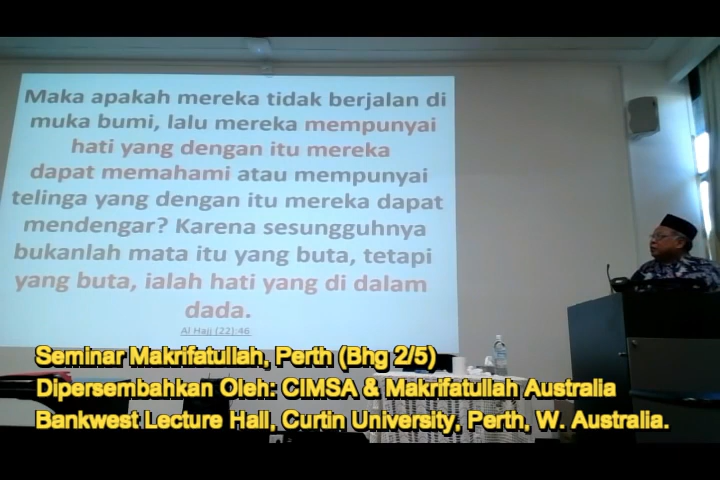 Maka apakah mereka tidak berjalan di
muka bumi, lalu mereka mempunyai
hati yang dengan itu mereka
dapat memahami atau mempunyai
telinga yang dengan itu mereka dapat
mendengar? Karena sesungguhnya
bukanlah mata itu yang buta, tetapi
yang buta, ialah hati yang di dalam
dada.
Al Hajj (22):46
Seminar Makrifatullah, Perth (Bhg 2/5)
Dipersembahkan Oleh: CIMSA & Makrifatullah Australia
Bankwest Lecture Hall, Curtin University, Perth, W. Australia.